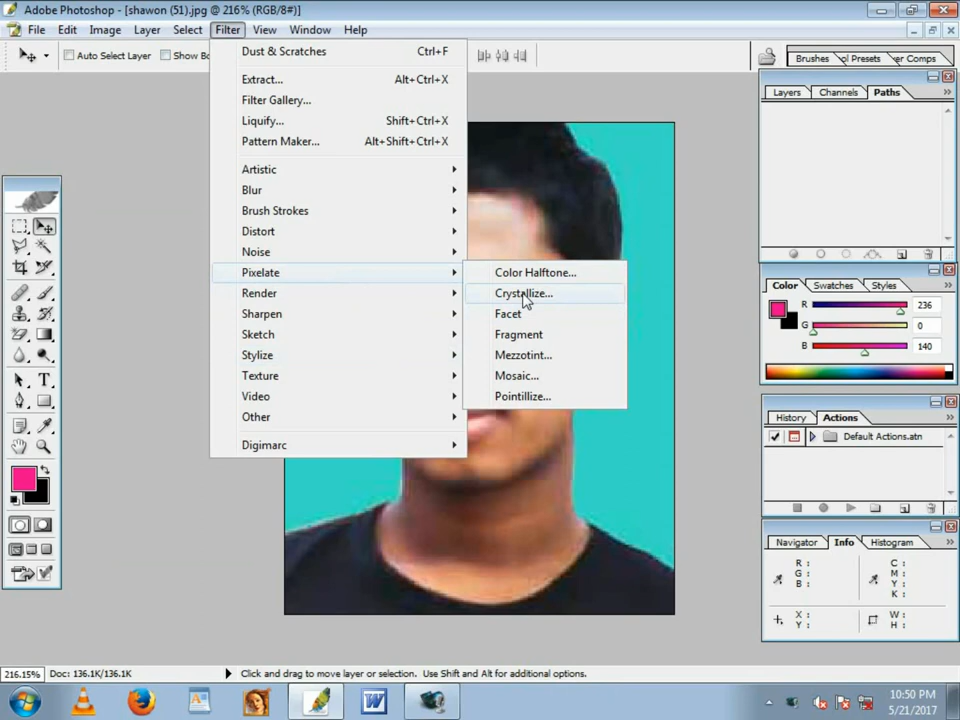 Adobe Photoshop - [shawon (51).jpg @ 216% (RGB/8#)]
File Edit Image Layer Select Filter View Window Help
Auto Select Layer Show Bo
Brushes ol Presets er Comps
Dust & Scratches Ctrl+F
Extract... Alt+Ctrl+X
Filter Gallery...
Liquify... Shift+Ctrl+X
Pattern Maker... Alt+Shift+Ctrl+X
Artistic
Blur
Brush Strokes
Distort
Noise
Pixelate
Render
Sharpen
Sketch
Stylize
Texture
Video
Other
Digimarc
Color Halftone...
Crystallize...
Facet
Fragment
Mezzotint...
Mosaic...
Pointillize...
Layers Channels Paths
Color Swatches Styles
R 236
G 0
B 140
History Actions
Default Actions.atn
Navigator Info Histogram
R : C :
G : M :
B : Y :
K :
X : W :
Y : H :
216.15% Doc: 136.1K/136.1K Click and drag to move layer or selection. Use Shift and Alt for additional options.
10:50 PM
5/21/2017